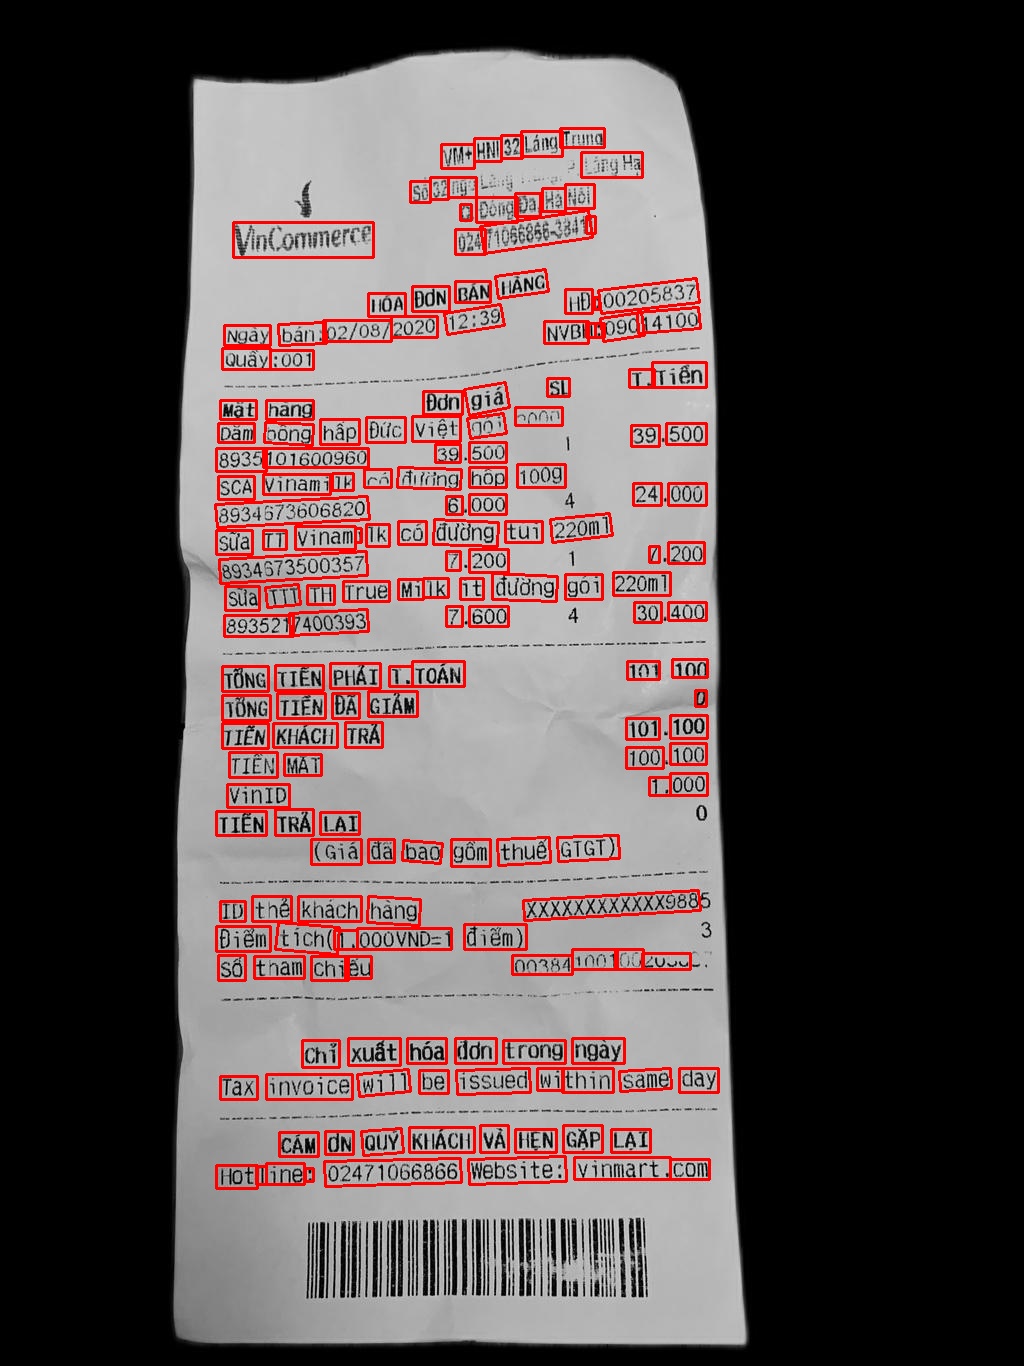 VM+ HNI 32 Láng Trung
Số 32 ngõ Láng Trung, P. Láng Hạ
Q. Đống Đa, Hà Nội
VinCommerce
02471066866-3841
HÓA ĐƠN BÁN HÀNG
HĐ:00205837
Ngày bán:02/08/2020 12:39
NVBH:09014100
Quầy:001
Mặt hàng Đơn giá SL T.Tiền
Dăm bông hấp Đức Việt gói
8935101600960 39.500 1 39.500
SCA Vinamilk có đường hộp 100g
8934673606820 6.000 4 24.000
Sữa TT Vinamilk có đường túi 220ml
8934673500357 7.200 1 7.200
Sữa TTT TH True Milk ít đường gói 220ml
8935217400393 7.600 4 30.400
TỔNG TIỀN PHẢI T.TOÁN 101.100
TỔNG TIỀN ĐÃ GIẢM 0
TIỀN KHÁCH TRẢ 101.100
TIỀN MẶT 100.100
VinID 1.000
TIỀN TRẢ LẠI 0
(Giá đã bao gồm thuế GTGT)
ID thẻ khách hàng XXXXXXXXXXXX9885
Điểm tích(1.000VND=1 điểm) 3
Số tham chiếu 00384100100205837
Chỉ xuất hóa đơn trong ngày
Tax invoice will be issued within same day
CẢM ƠN QUÝ KHÁCH VÀ HẸN GẶP LẠI
Hotline: 02471066866 Website: vinmart.com